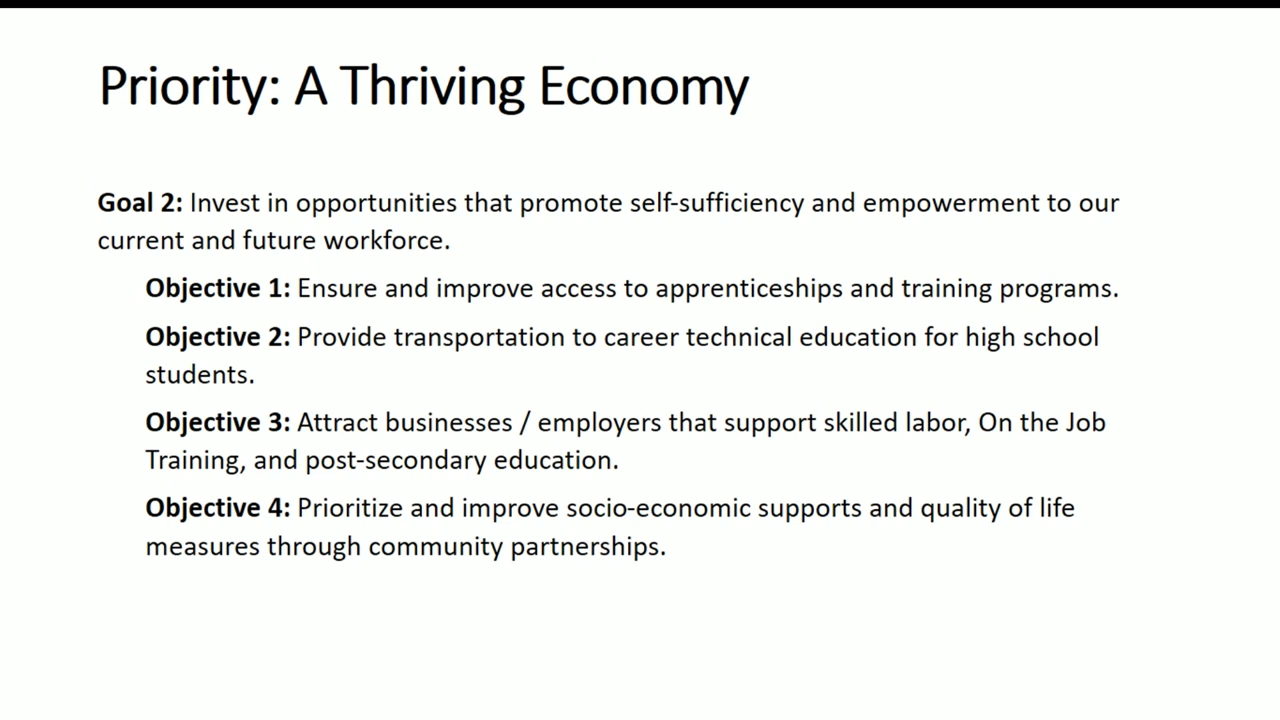 Priority: A Thriving Economy
Goal 2: Invest in opportunities that promote self-sufficiency and empowerment to our
current and future workforce.
Objective 1: Ensure and improve access to apprenticeships and training programs.
Objective 2: Provide transportation to career technical education for high school
students.
Objective 3: Attract businesses / employers that support skilled labor, On the Job
Training, and post-secondary education.
Objective 4: Prioritize and improve socio-economic supports and quality of life
measures through community partnerships.